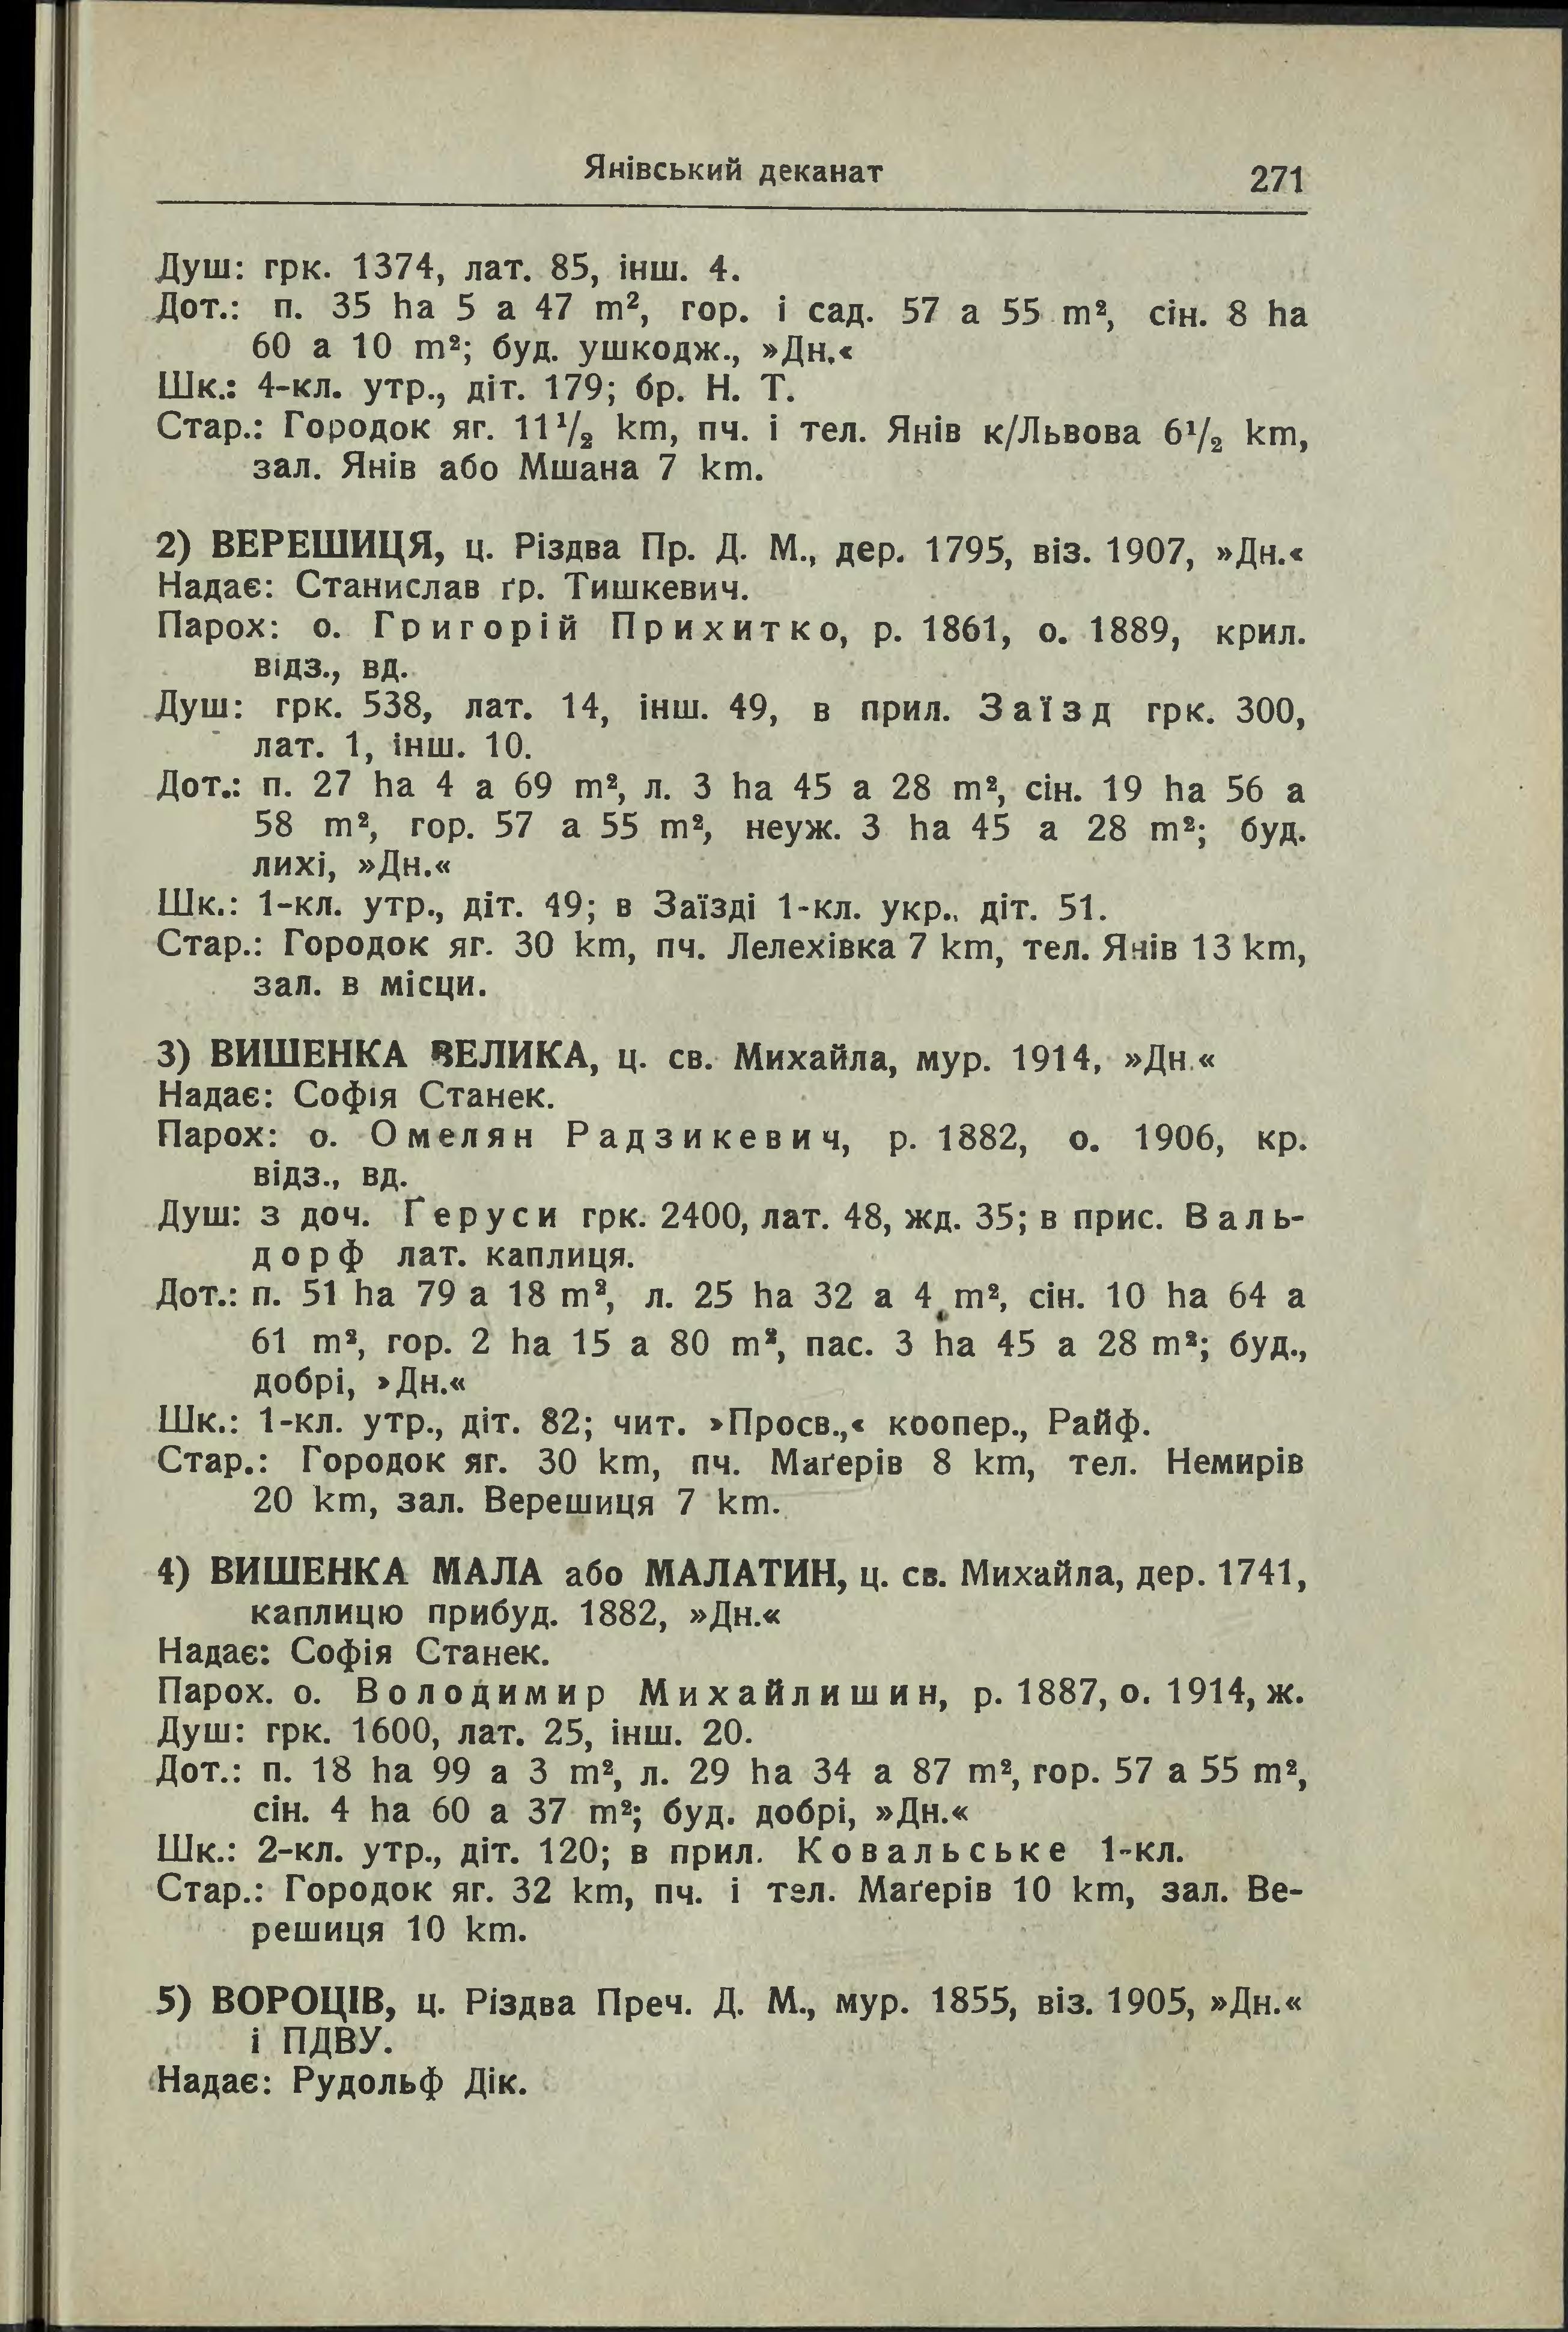 Янівський деканат 271
Душ: грк. 1374, лат. 85, інш. 4.
Дот.: п. 35 ha 5 a 47 m², гор. і сад. 57 a 55 m², сін. 8 ha
60 a 10 m²; буд. ушкодж., »Дн.«
Шк.: 4-кл. утр., діт. 179; бр. Н. Т.
Стар.: Городок яг. 11½ km, пч. і тел. Янів к/Львова 6½ km,
зал. Янів або Мшана 7 km.
2) ВЕРЕШИЦЯ, ц. Різдва Пр. Д. М., дер. 1795, віз. 1907, »Дн.«
Надає: Станислав ґр. Тишкевич.
Парох: о. Григорій Прихитко, р. 1861, о. 1889, крил.
відз., вд.
Душ: грк. 538, лат. 14, інш. 49, в прил. Заїзд грк. 300,
лат. 1, інш. 10.
Дот.: п. 27 ha 4 a 69 m², л. 3 ha 45 a 28 m², сін. 19 ha 56 a
58 m², гор. 57 a 55 m², неуж. 3 ha 45 a 28 m²; буд.
лихі, »Дн.«
Шк.: 1-кл. утр., діт. 49; в Заїзді 1-кл. укр., діт. 51.
Стар.: Городок яг. 30 km, пч. Лелехівка 7 km, тел. Янів 13 km,
зал. в місци.
3) ВИШЕНКА ВЕЛИКА, ц. св. Михайла, мур. 1914, »Дн.«
Надає: Софія Станек.
Парох: о. Омелян Радзикевич, р. 1882, о. 1906, кр.
відз., вд.
Душ: з доч. Ґеруси грк. 2400, лат. 48, жд. 35; в прис. Валь-
дорф лат. каплиця.
Дот.: п. 51 ha 79 a 18 m², л. 25 ha 32 a 4 m², сін. 10 ha 64 a
61 m², гор. 2 ha 15 a 80 m², пас. 3 ha 45 a 28 m²; буд.,
добрі, »Дн.«
Шк.: 1-кл. утр., діт. 82; чит. »Просв.,« коопер., Райф.
Стар.: Городок яг. 30 km, пч. Маґерів 8 km, тел. Немирів
20 km, зал. Верешиця 7 km.
4) ВИШЕНКА МАЛА або МАЛАТИН, ц. св. Михайла, дер. 1741,
каплицю прибуд. 1882, »Дн.«
Надає: Софія Станек.
Парох. о. Володимир Михайлишин, р. 1887, о. 1914, ж.
Душ: грк. 1600, лат. 25, інш. 20.
Дот.: п. 18 ha 99 a 3 m², л. 29 ha 34 a 87 m², гор. 57 a 55 m²,
сін. 4 ha 60 a 37 m²; буд. добрі, »Дн.«
Шк.: 2-кл. утр., діт. 120; в прил. Ковальське 1-кл.
Стар.: Городок яг. 32 km, пч. і тел. Маґерів 10 km, зал. Ве-
решиця 10 km.
5) ВОРОЦІВ, ц. Різдва Преч. Д. М., мур. 1855, віз. 1905, »Дн.«
і ПДВУ.
Надає: Рудольф Дік.